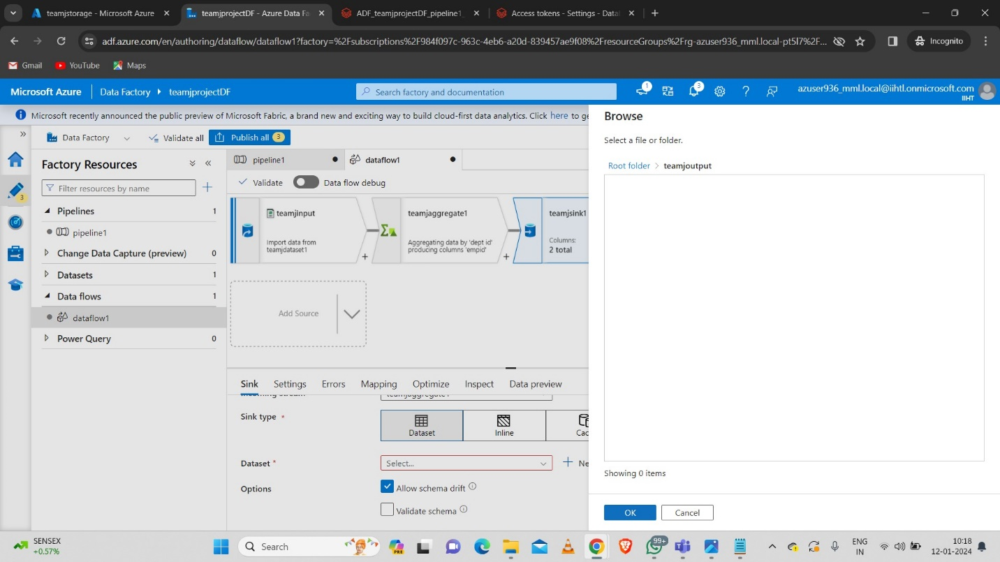 teamjstorage - Microsoft Azure
teamjprojectDF - Azure Data Fa
ADF_teamjprojectDF_pipeline1_
Access tokens - Settings - Data
adf.azure.com/en/authoring/dataflow/dataflow1?factory=%2Fsubscriptions%2F984f097c-963c-4eb6-a20d-839457ae9f08%2FresourceGroups%2Frg-azuser936_mml.local-pt5l7%2F...
Incognito
Gmail
YouTube
Maps
Microsoft Azure
Data Factory
teamjprojectDF
Search factory and documentation
1
3
azuser936_mml.local@iihtl.onmicrosoft.com
IIHT
Microsoft recently announced the public preview of Microsoft Fabric, a brand new and exciting way to build cloud-first data analytics. Click here to ge
Data Factory
Validate all
Publish all 3
3
Factory Resources
Filter resources by name
Pipelines 1
pipeline1
Change Data Capture (preview) 0
Datasets 1
Data flows 1
dataflow1
Power Query 0
pipeline1
dataflow1
Validate
Data flow debug
teamjinput
Import data from
teamjdataset1
teamjaggregate1
Aggregating data by 'dept id'
producing columns 'empid'
teamjsink1
Columns:
2 total
Add Source
Sink
Settings
Errors
Mapping
Optimize
Inspect
Data preview
Incoming stream
teamjaggregate1
Sink type *
Dataset
Inline
Cac
Dataset *
Select...
Ne
Options
Allow schema drift
Validate schema
Browse
Select a file or folder.
Root folder > teamjoutput
Showing 0 items
OK
Cancel
SENSEX
+0.57%
Search
PRE
99+
ENG
IN
10:18
12-01-2024